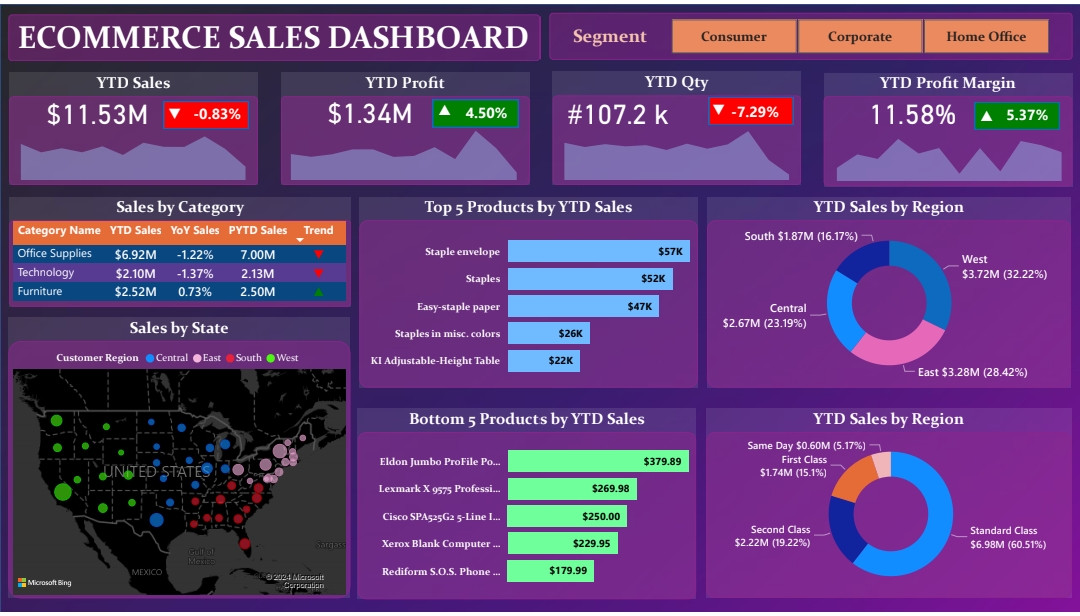 ECOMMERCE SALES DASHBOARD
Segment
Consumer Corporate Home Office
YTD Sales
$11.53M ▼ -0.83%
YTD Profit
$1.34M ▲ 4.50%
YTD Qty
#107.2 k ▼ -7.29%
YTD Profit Margin
11.58% ▲ 5.37%
Sales by Category
Category Name YTD Sales YoY Sales PYTD Sales Trend
Office Supplies $6.92M -1.22% 7.00M ▼
Technology $2.10M -1.37% 2.13M ▼
Furniture $2.52M 0.73% 2.50M ▲
Top 5 Products by YTD Sales
Staple envelope $57K
Staples $52K
Easy-staple paper $47K
Staples in misc. colors $26K
KI Adjustable-Height Table $22K
YTD Sales by Region
South $1.87M (16.17%)
West
$3.72M (32.22%)
Central
$2.67M (23.19%)
East $3.28M (28.42%)
Sales by State
Customer Region Central East South West
UNITED STATES
Gulf of
Mexico
MEXICO
Microsoft Bing
© 2024 Microsoft
Corporation
Bottom 5 Products by YTD Sales
Eldon Jumbo ProFile Po... $379.89
Lexmark X 9575 Professi... $269.98
Cisco SPA525G2 5-Line I... $250.00
Xerox Blank Computer ... $229.95
Rediform S.O.S. Phone ... $179.99
YTD Sales by Region
Same Day $0.60M (5.17%)
First Class
$1.74M (15.1%)
Second Class
$2.22M (19.22%)
Standard Class
$6.98M (60.51%)